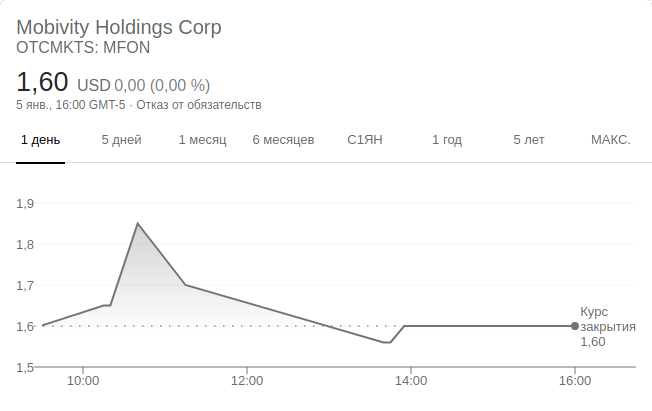 Mobivity Holdings Corp
OTCMKTS: MFON
1,60 USD 0,00 (0,00 %)
5 янв., 16:00 GMT-5 · Отказ от обязательств
1 день 5 дней 1 месяц 6 месяцев С1ЯН 1 год 5 лет МАКС.
1,9
1,8
1,7
1,6
1,5
Курс
закрытия
1,60
10:00 12:00 14:00 16:00